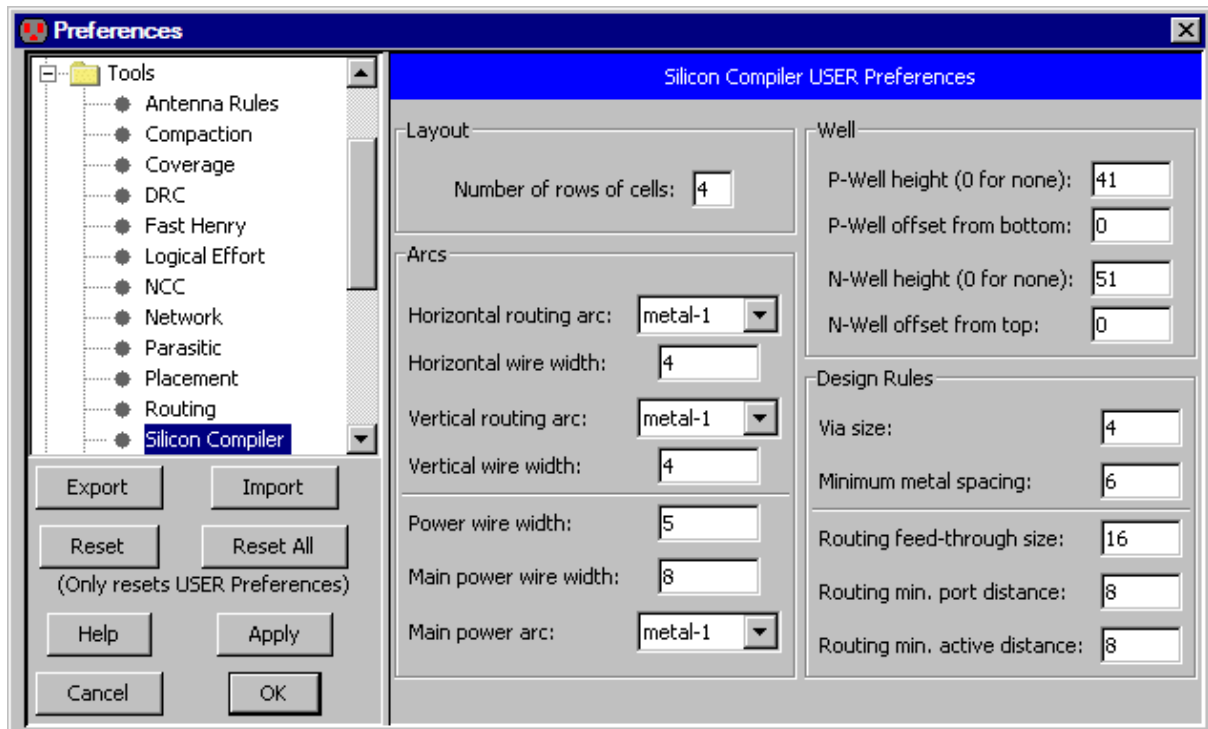 Preferences
Tools
Antenna Rules
Compaction
Coverage
DRC
Fast Henry
Logical Effort
NCC
Network
Parasitic
Placement
Routing
Silicon Compiler
Export Import
Reset Reset All
(Only resets USER Preferences)
Help Apply
Cancel OK
Silicon Compiler USER Preferences
Layout
Number of rows of cells: 4
Arcs
Horizontal routing arc: metal-1
Horizontal wire width: 4
Vertical routing arc: metal-1
Vertical wire width: 4
Power wire width: 5
Main power wire width: 8
Main power arc: metal-1
Well
P-Well height (0 for none): 41
P-Well offset from bottom: 0
N-Well height (0 for none): 51
N-Well offset from top: 0
Design Rules
Via size: 4
Minimum metal spacing: 6
Routing feed-through size: 16
Routing min. port distance: 8
Routing min. active distance: 8